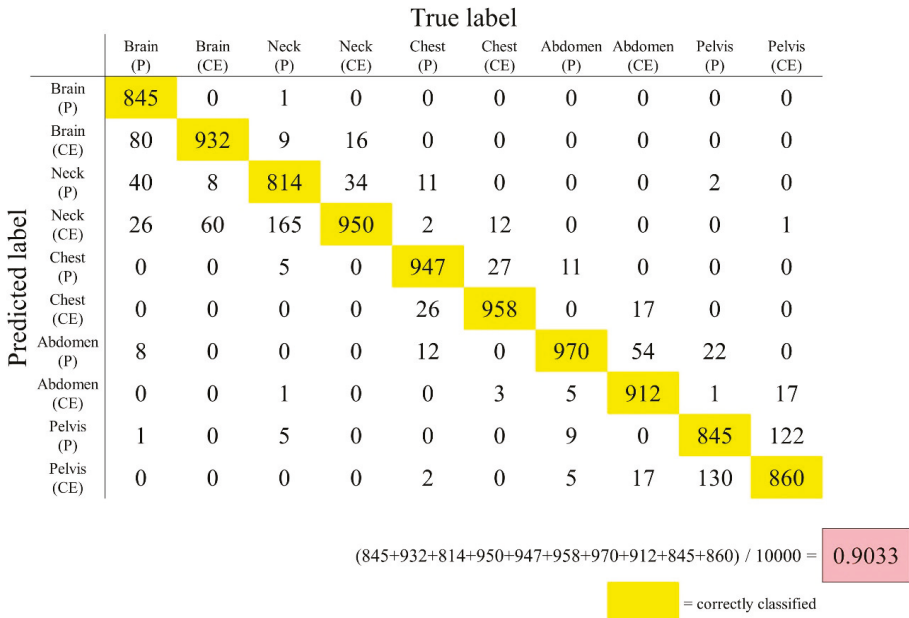 True label
Brain (P) Brain (CE) Neck (P) Neck (CE) Chest (P) Chest (CE) Abdomen (P) Abdomen (CE) Pelvis (P) Pelvis (CE)
Predicted label
Brain (P) 845 0 1 0 0 0 0 0 0 0
Brain (CE) 80 932 9 16 0 0 0 0 0 0
Neck (P) 40 8 814 34 11 0 0 0 2 0
Neck (CE) 26 60 165 950 2 12 0 0 0 1
Chest (P) 0 0 5 0 947 27 11 0 0 0
Chest (CE) 0 0 0 0 26 958 0 17 0 0
Abdomen (P) 8 0 0 0 12 0 970 54 22 0
Abdomen (CE) 0 0 1 0 0 3 5 912 1 17
Pelvis (P) 1 0 5 0 0 0 9 0 845 122
Pelvis (CE) 0 0 0 0 2 0 5 17 130 860
(845+932+814+950+947+958+970+912+845+860) / 10000 = 0.9033
= correctly classified